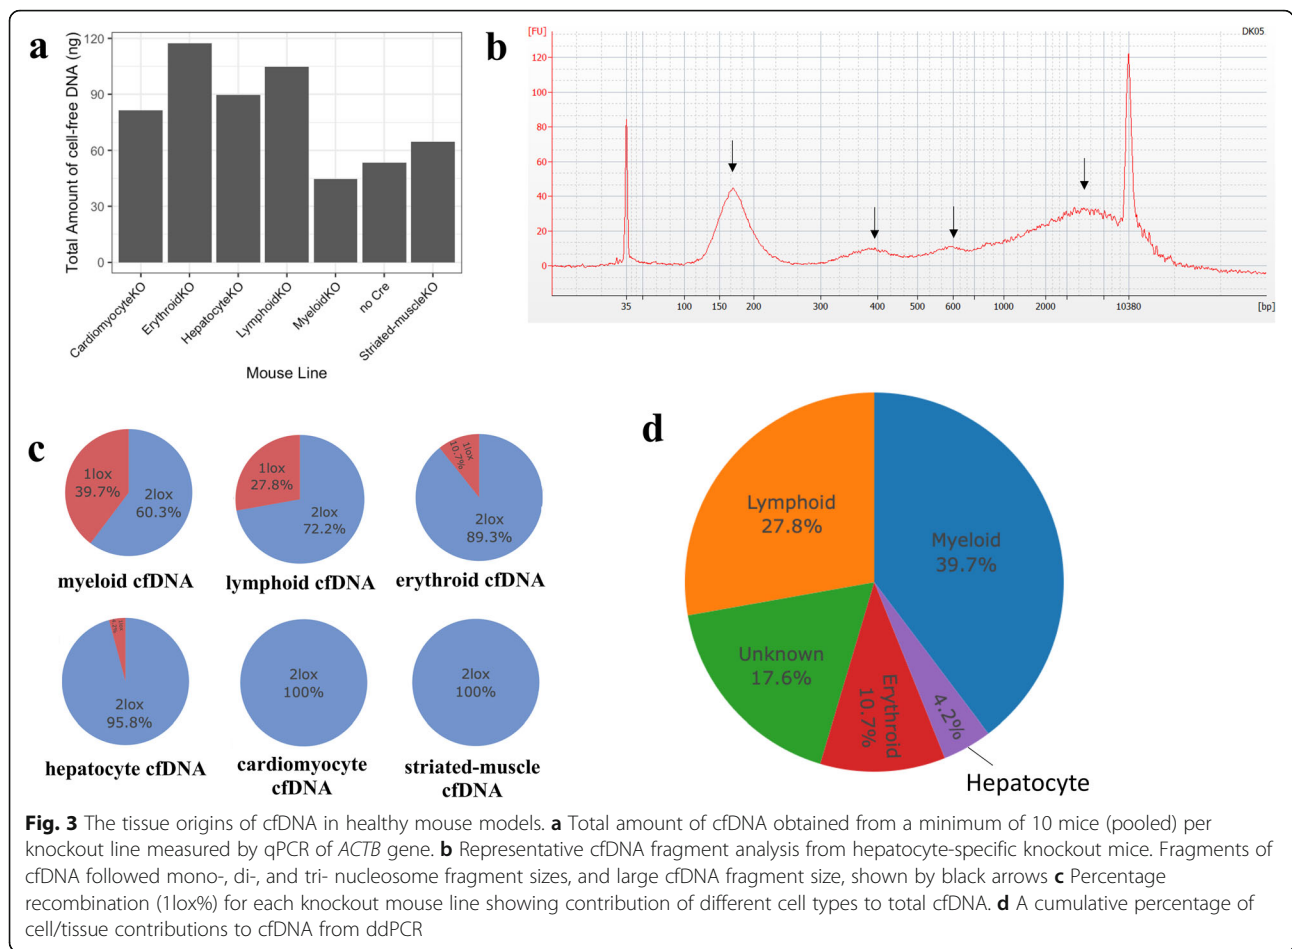 a
Total Amount of cell-free DNA (ng)
120
90
60
30
0
CardiomyocyteKO
ErythroidKO
HepatocyteKO
LymphoidKO
MyeloidKO
no Cre
Striated-muscleKO
Mouse Line
b
[FU]
DK05
120
100
80
60
40
20
0
35 100 150 200 300 400 500 600 1000 2000 10380 [bp]
c
1lox
39.7%
2lox
60.3%
myeloid cfDNA
1lox
27.8%
2lox
72.2%
lymphoid cfDNA
1lox
10.7%
2lox
89.3%
erythroid cfDNA
1lox
4.2%
2lox
95.8%
hepatocyte cfDNA
2lox
100%
cardiomyocyte
cfDNA
2lox
100%
striated-muscle
cfDNA
d
Lymphoid
27.8%
Myeloid
39.7%
Unknown
17.6%
Erythroid
10.7%
4.2%
Hepatocyte
Fig. 3 The tissue origins of cfDNA in healthy mouse models. a Total amount of cfDNA obtained from a minimum of 10 mice (pooled) per
knockout line measured by qPCR of ACTB gene. b Representative cfDNA fragment analysis from hepatocyte-specific knockout mice. Fragments of
cfDNA followed mono-, di-, and tri- nucleosome fragment sizes, and large cfDNA fragment size, shown by black arrows c Percentage
recombination (1lox%) for each knockout mouse line showing contribution of different cell types to total cfDNA. d A cumulative percentage of
cell/tissue contributions to cfDNA from ddPCR